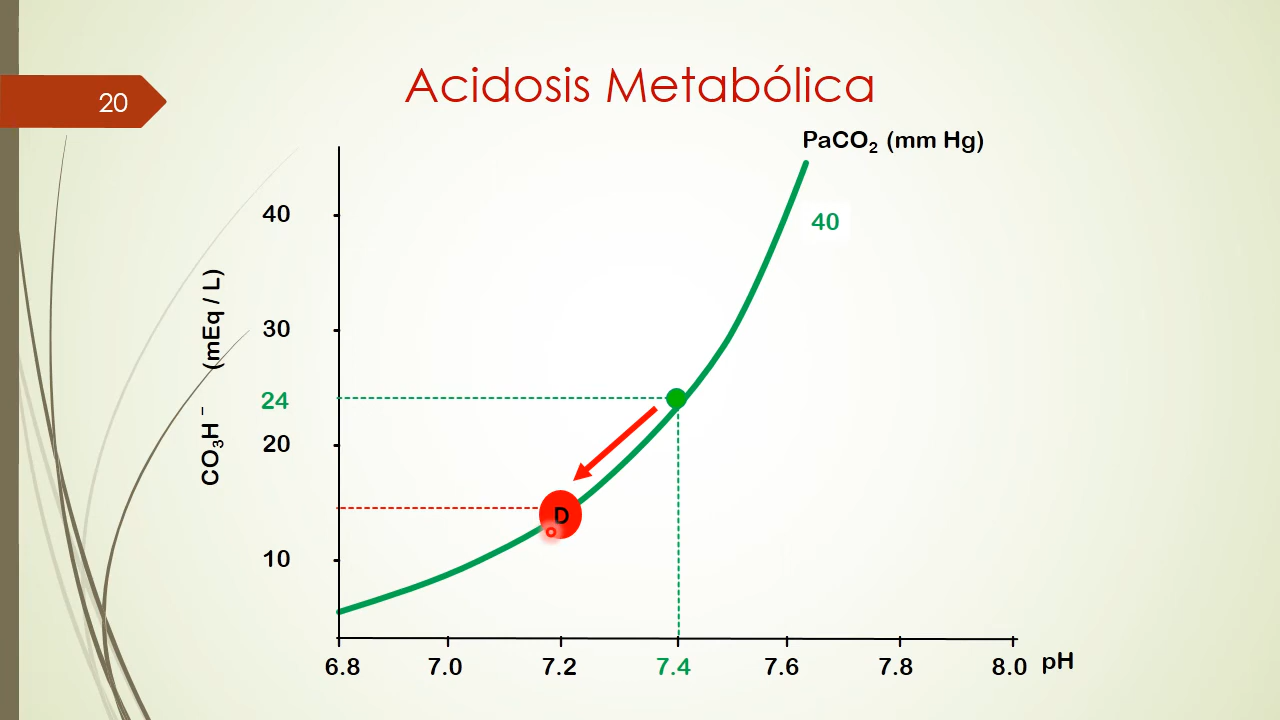 20
Acidosis Metabólica
PaCO₂ (mm Hg)
40
40
30
24
20
10
CO₃H⁻ (mEq / L)
D
6.8 7.0 7.2 7.4 7.6 7.8 8.0 pH